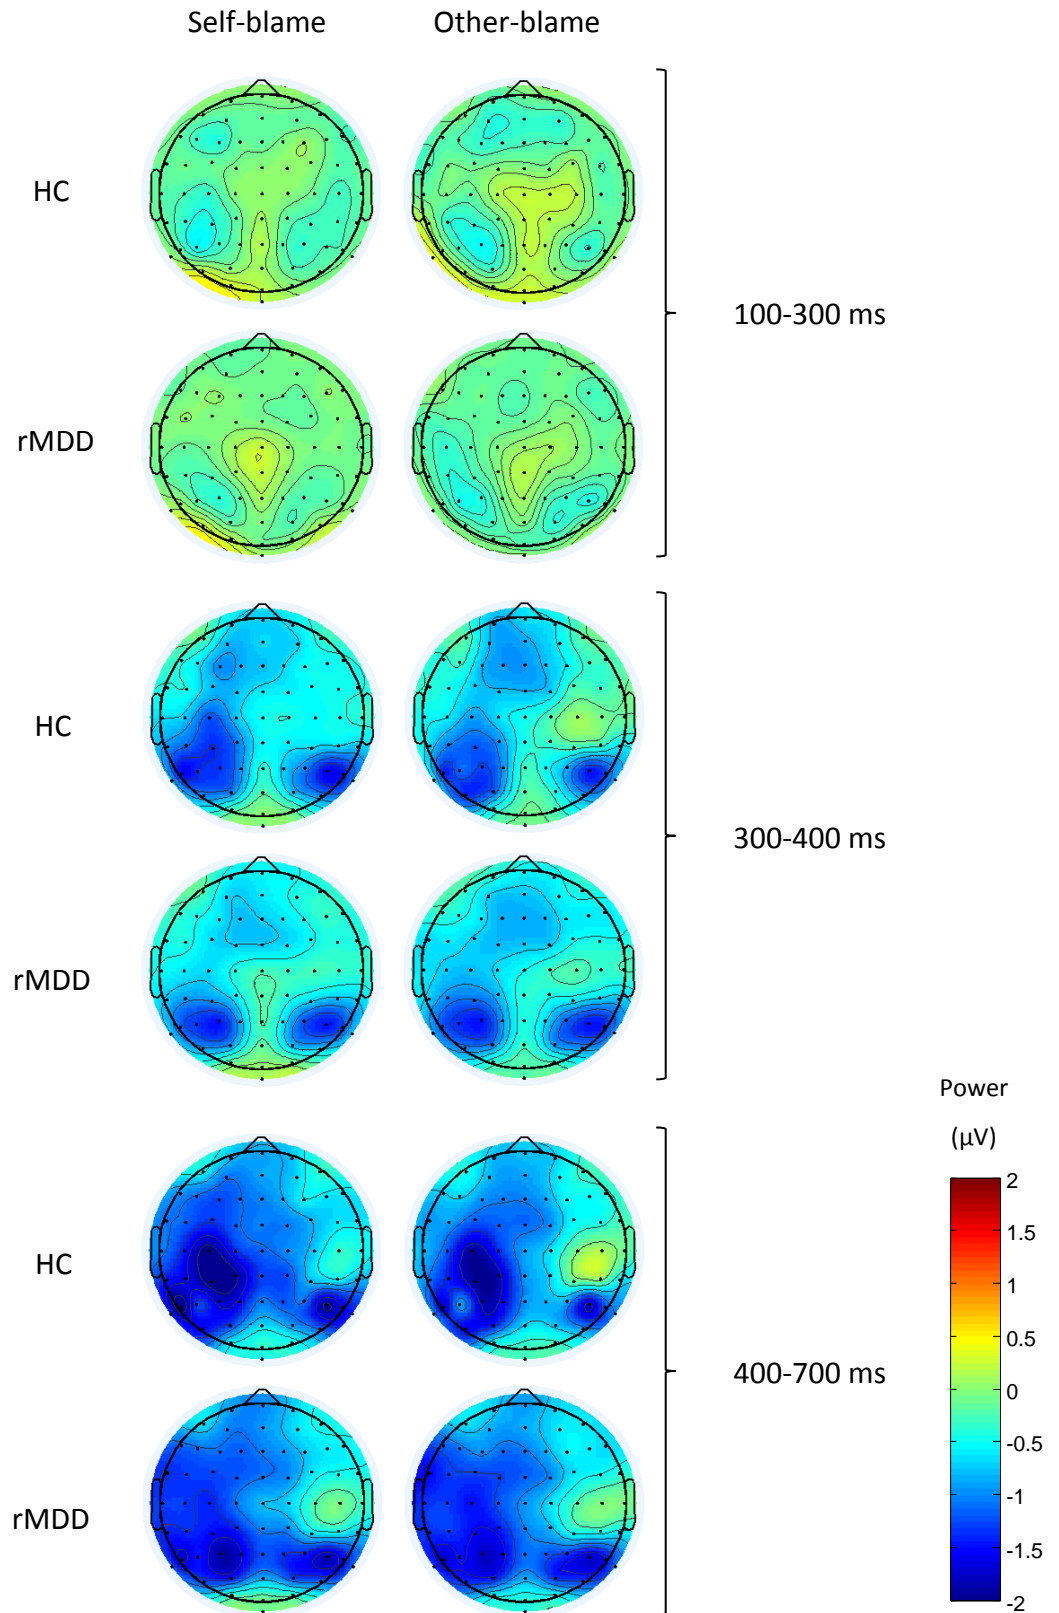 Self-blame Other-blame
HC
100-300 ms
rMDD
HC
300-400 ms
rMDD
Power
(µV)
2
1.5
1
0.5
0
-0.5
-1
-1.5
-2
HC
400-700 ms
rMDD